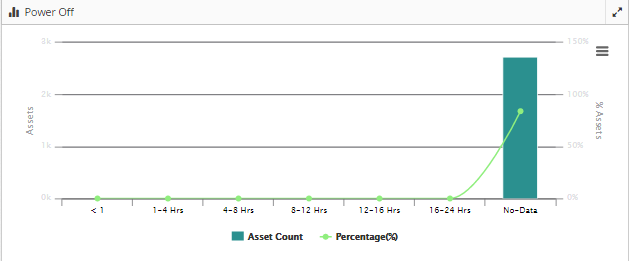 Power Off
3k 150%
2k 100%
1k 50%
0k 0%
Assets
% Assets
< 1 1-4 Hrs 4-8 Hrs 8-12 Hrs 12-16 Hrs 16-24 Hrs No-Data
Asset Count Percentage(%)